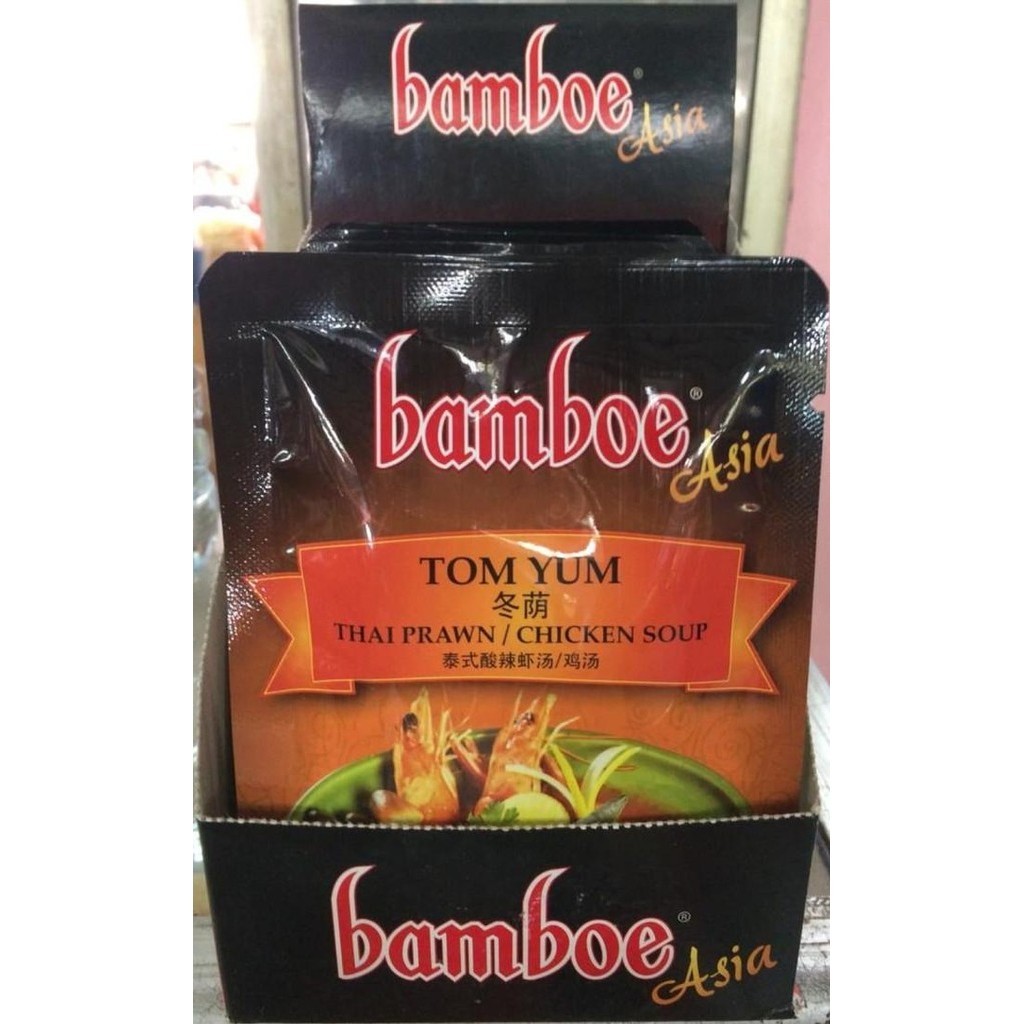 bamboe®
Asia
bamboe®
Asia
TOM YUM
冬荫
THAI PRAWN / CHICKEN SOUP
泰式酸辣虾汤/鸡汤
bamboe®
Asia